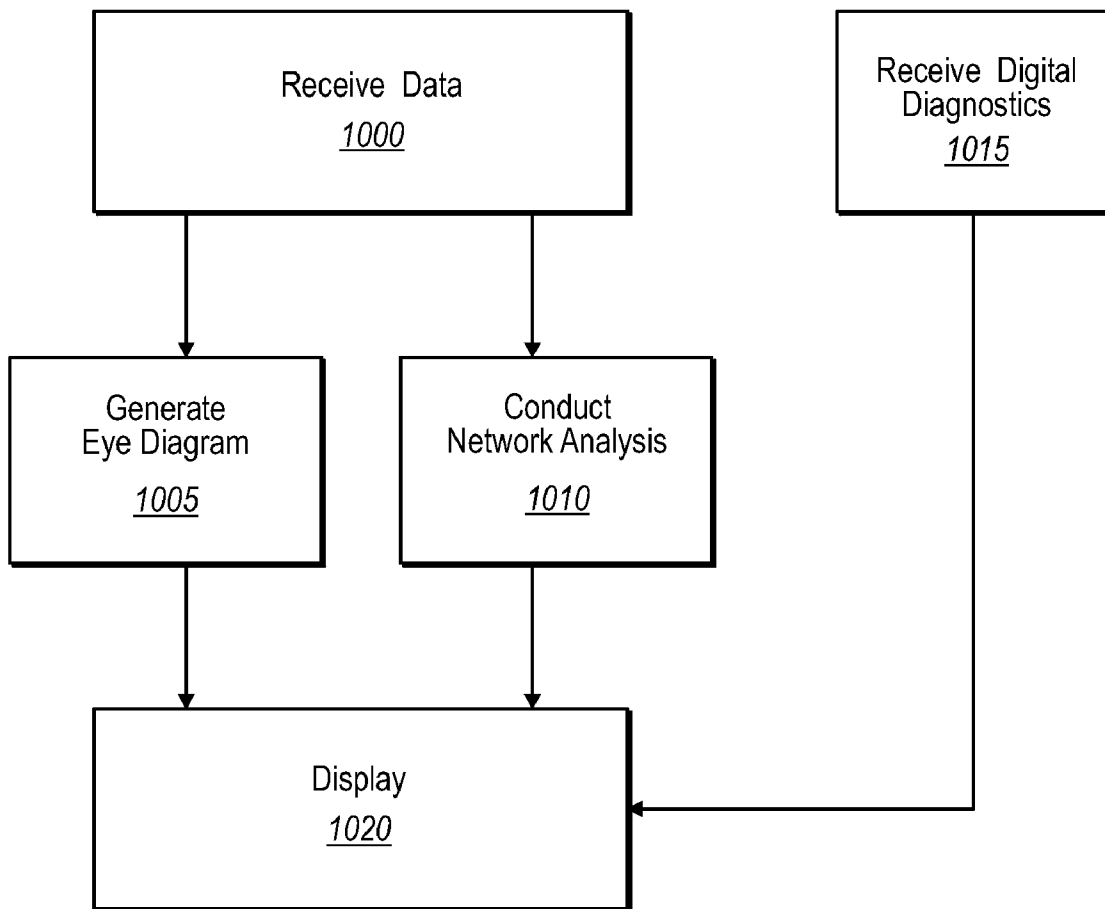 Receive Data
1000
Receive Digital
Diagnostics
1015
Generate
Eye Diagram
1005
Conduct
Network Analysis
1010
Display
1020